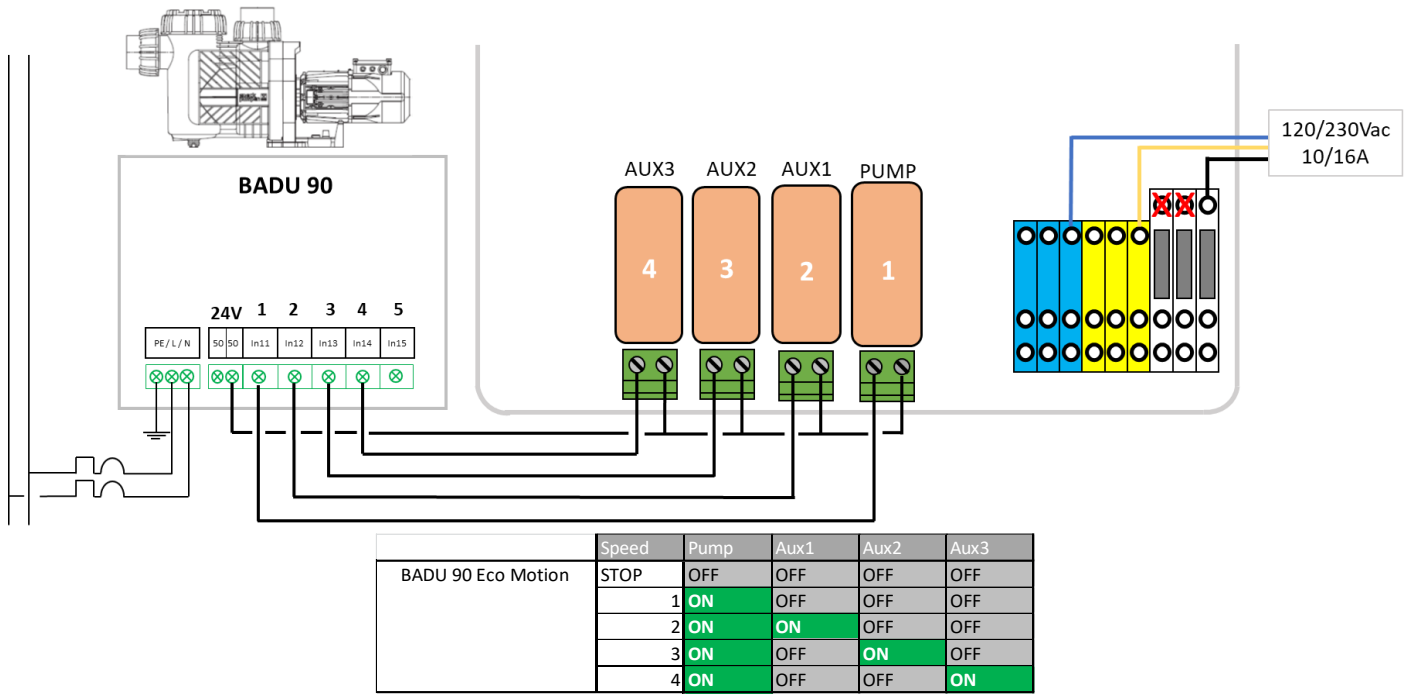 120/230Vac
10/16A
BADU 90
AUX3 AUX2 AUX1 PUMP
4 3 2 1
24V 1 2 3 4 5
PE / L / N 50 50 In11 In12 In13 In14 In15
Speed Pump Aux1 Aux2 Aux3
BADU 90 Eco Motion STOP OFF OFF OFF OFF
1 ON OFF OFF OFF
2 ON ON OFF OFF
3 ON OFF ON OFF
4 ON OFF OFF ON